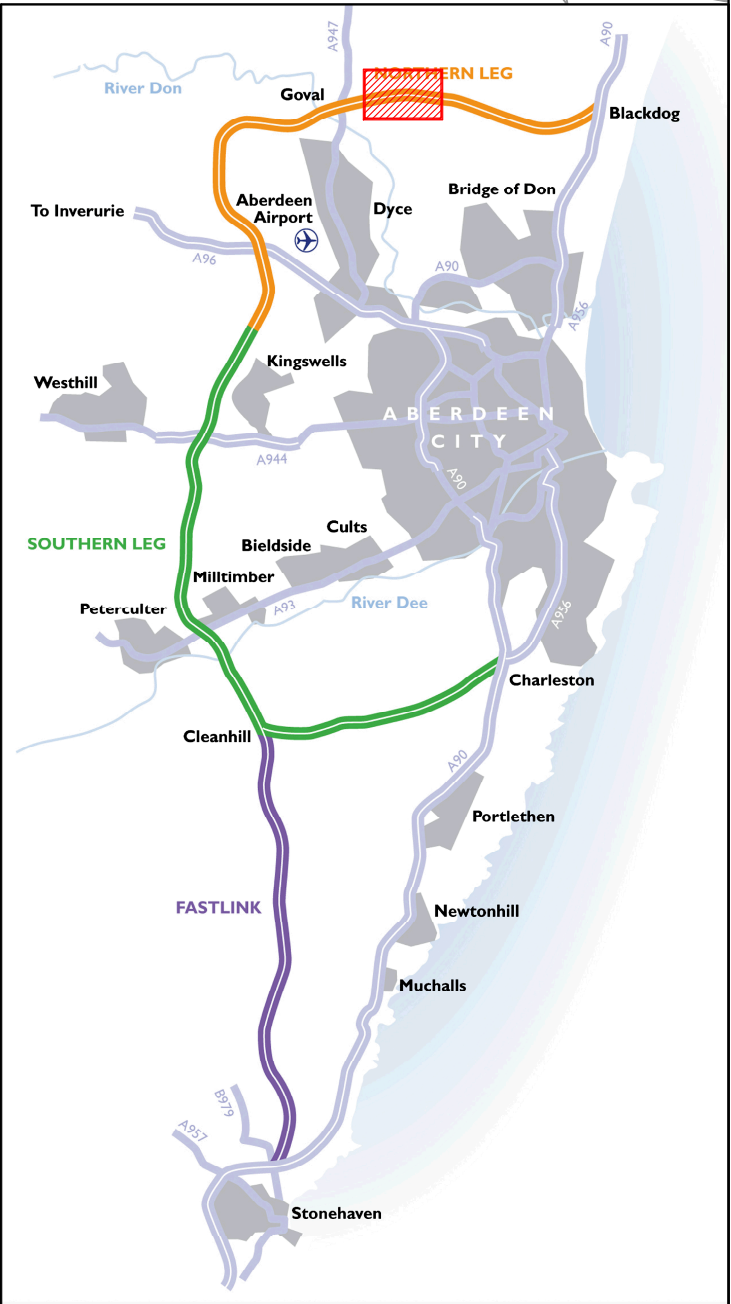 A947
A90
NORTHERN LEG
River Don
Goval
Blackdog
Bridge of Don
Aberdeen
Airport
Dyce
To Inverurie
A96
A90
A956
Kingswells
Westhill
ABERDEEN
CITY
A944
A90
SOUTHERN LEG
Cults
Bieldside
Milltimber
Peterculter
A93
River Dee
A956
Charleston
Cleanhill
A90
Portlethen
FASTLINK
Newtonhill
Muchalls
B979
A957
Stonehaven